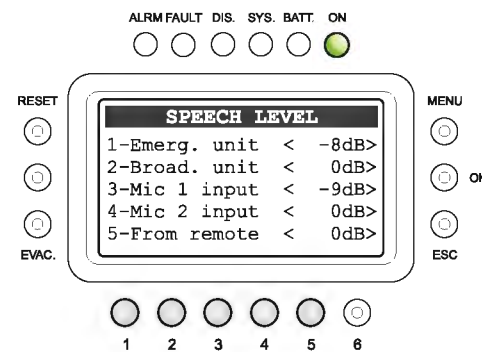 ALRM FAULT DIS. SYS. BATT. ON
RESET
MENU
SPEECH LEVEL
1-Emerg. unit < -8dB>
2-Broad. unit < 0dB>
3-Mic 1 input < -9dB>
4-Mic 2 input < 0dB>
5-From remote < 0dB>
EVAC.
ESC
1 2 3 4 5 6